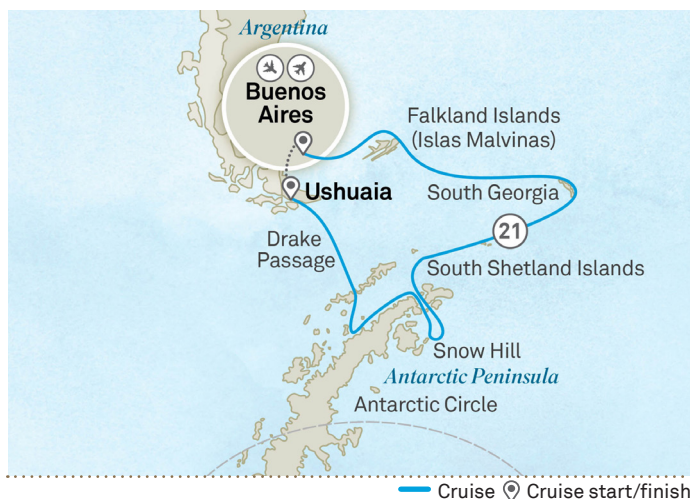 Argentina
Buenos
Aires
Falkland Islands
(Islas Malvinas)
Ushuaia
South Georgia
21
Drake
Passage
South Shetland Islands
Snow Hill
Antarctic Peninsula
Antarctic Circle
Cruise
Cruise start/finish